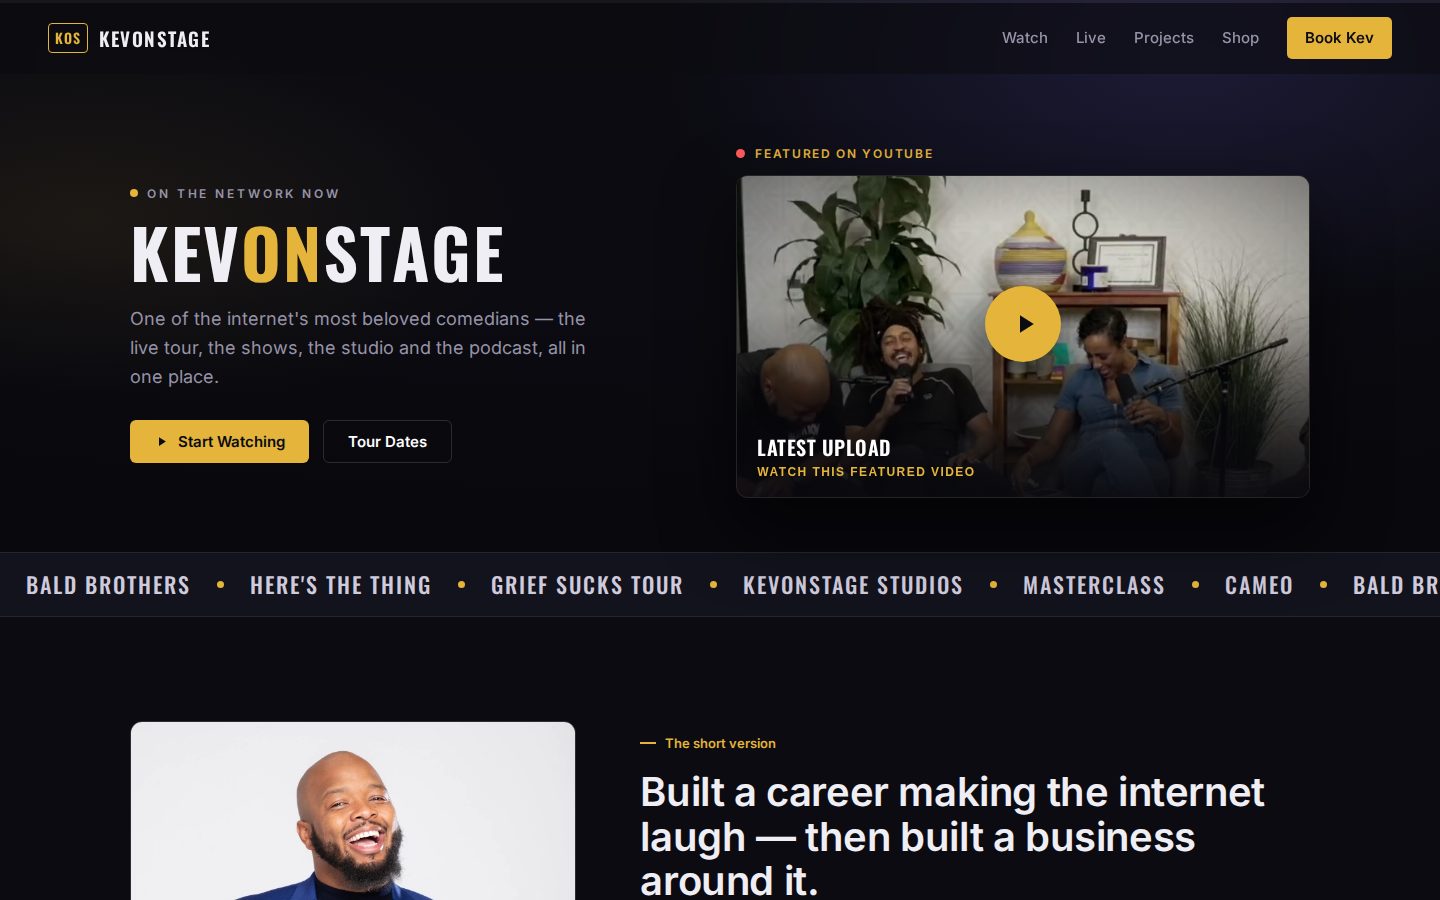 KOS KEVONSTAGE
Watch Live Projects Shop Book Kev
ON THE NETWORK NOW
KEVONSTAGE
One of the internet's most beloved comedians — the
live tour, the shows, the studio and the podcast, all in
one place.
Start Watching Tour Dates
FEATURED ON YOUTUBE
LATEST UPLOAD
WATCH THIS FEATURED VIDEO
BALD BROTHERS • HERE'S THE THING • GRIEF SUCKS TOUR • KEVONSTAGE STUDIOS • MASTERCLASS • CAMEO • BALD BR
The short version
Built a career making the internet
laugh — then built a business
around it.